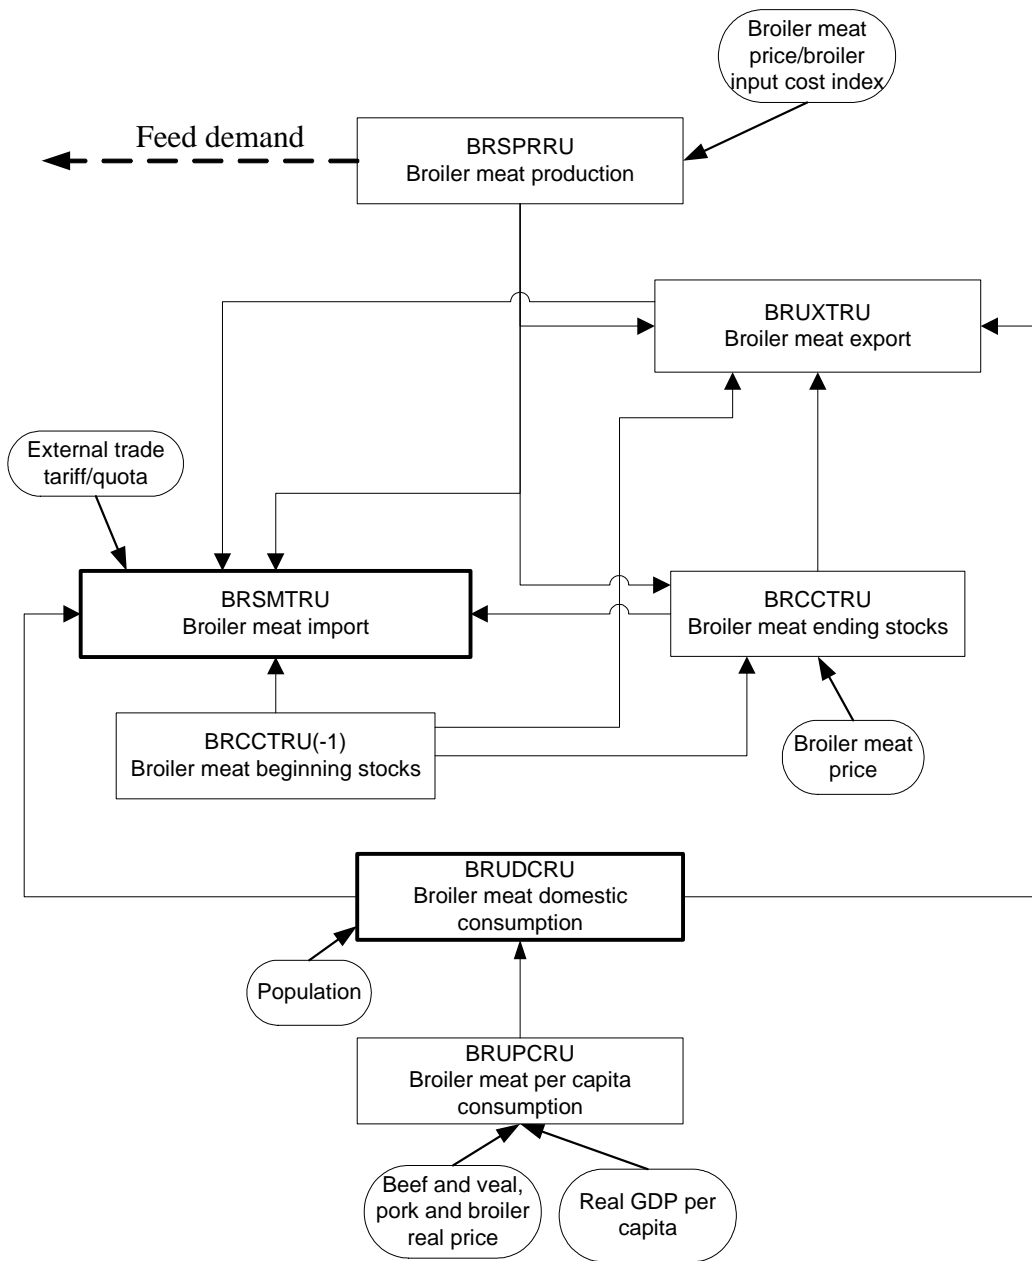 Broiler meat
price/broiler
input cost index
Feed demand
BRSPRRU
Broiler meat production
BRUXTRU
Broiler meat export
External trade
tariff/quota
BRSMTRU
Broiler meat import
BRCCTRU
Broiler meat ending stocks
BRCCTRU(-1)
Broiler meat beginning stocks
Broiler meat
price
BRUDCRU
Broiler meat domestic
consumption
Population
BRUPCRU
Broiler meat per capita
consumption
Beef and veal,
pork and broiler
real price
Real GDP per
capita